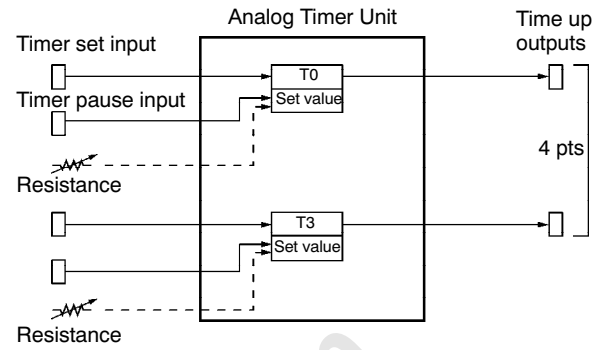 Analog Timer Unit
Time up
outputs
Timer set input
T0
Set value
Timer pause input
4 pts
Resistance
T3
Set value
Resistance